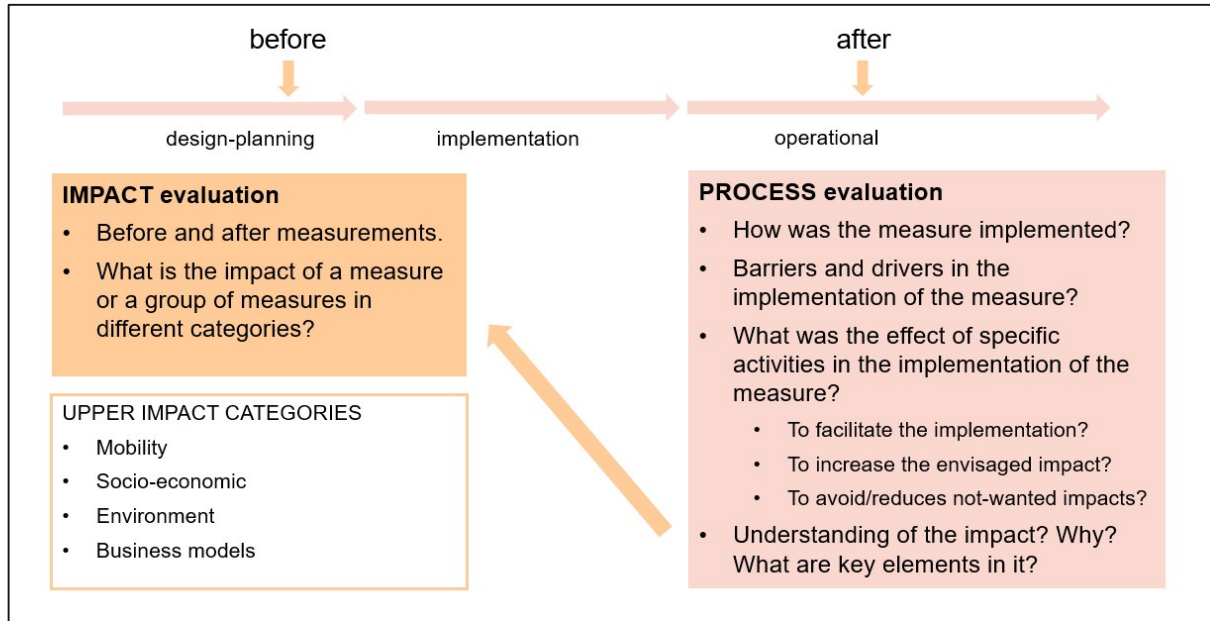 before
after
design-planning
implementation
operational
IMPACT evaluation
• Before and after measurements.
• What is the impact of a measure
or a group of measures in
different categories?
UPPER IMPACT CATEGORIES
• Mobility
• Socio-economic
• Environment
• Business models
PROCESS evaluation
• How was the measure implemented?
• Barriers and drivers in the
implementation of the measure?
• What was the effect of specific
activities in the implementation of the
measure?
• To facilitate the implementation?
• To increase the envisaged impact?
• To avoid/reduces not-wanted impacts?
• Understanding of the impact? Why?
What are key elements in it?